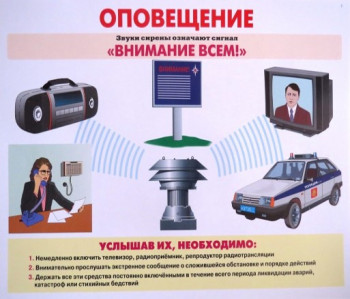 ОПОВЕЩЕНИЕ
Звуки сирены означают сигнал
«ВНИМАНИЕ ВСЕМ!»
УСЛЫШАВ ИХ, НЕОБХОДИМО:
1. Немедленно включить телевизор, радиоприёмник, репродуктор радиотрансляции
2. Внимательно прослушать экстренное сообщение о сложившейся обстановке и порядке действий
3. Держать все эти средства постоянно включёнными в течение всего периода ликвидации аварий,
катастроф или стихийных бедствий